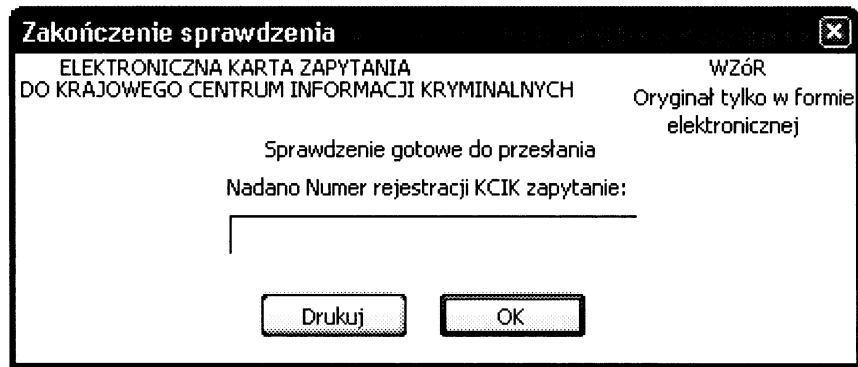 Zakończenie sprawdzenia
ELEKTRONICZNA KARTA ZAPYTANIA
DO KRAJOWEGO CENTRUM INFORMACJI KRYMINALNYCH
WZóR
Oryginał tylko w formie
elektronicznej
Sprawdzenie gotowe do przesłania
Nadano Numer rejestracji KCIK zapytanie:
Drukuj
OK